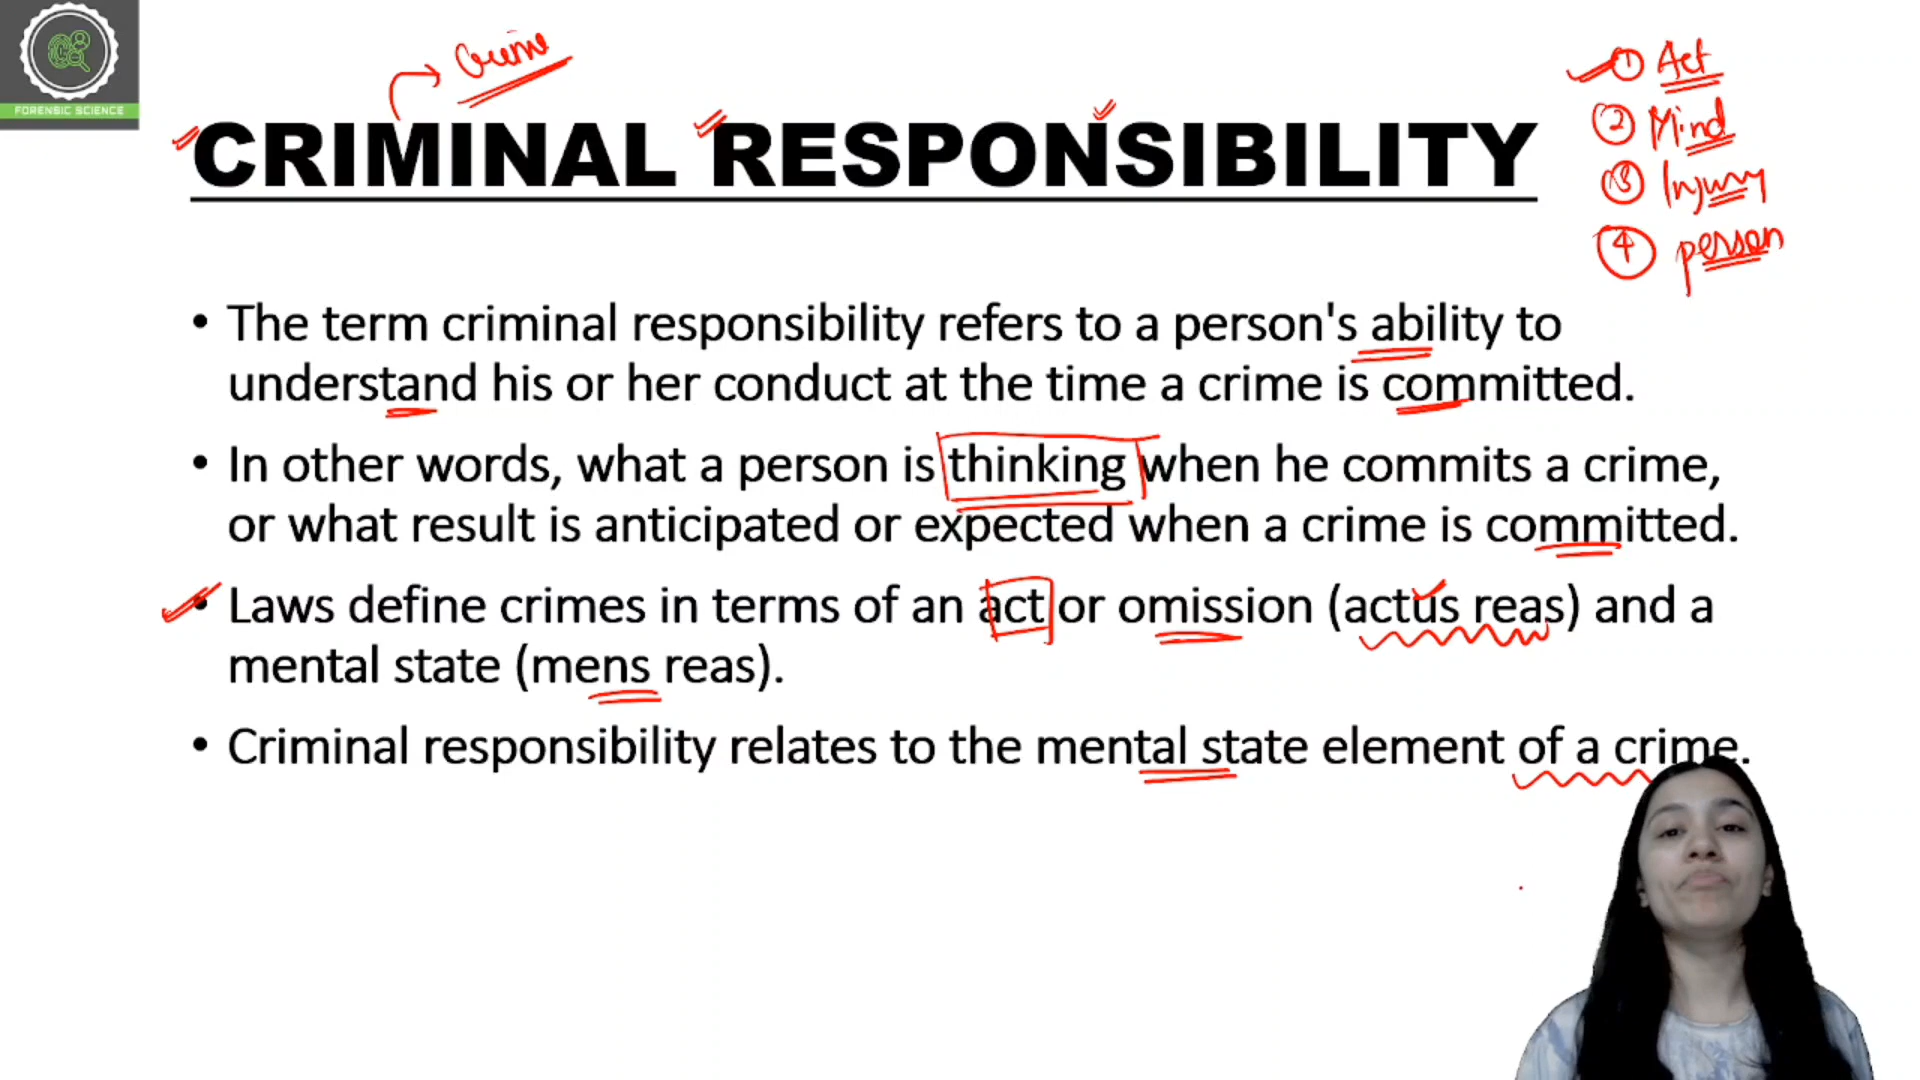 FORENSIC SCIENCE
Crime
① Act
② Mind
③ Injury
④ person
CRIMINAL RESPONSIBILITY
• The term criminal responsibility refers to a person's ability to
understand his or her conduct at the time a crime is committed.
• In other words, what a person is thinking when he commits a crime,
or what result is anticipated or expected when a crime is committed.
• Laws define crimes in terms of an act or omission (actus reas) and a
mental state (mens reas).
• Criminal responsibility relates to the mental state element of a crime.